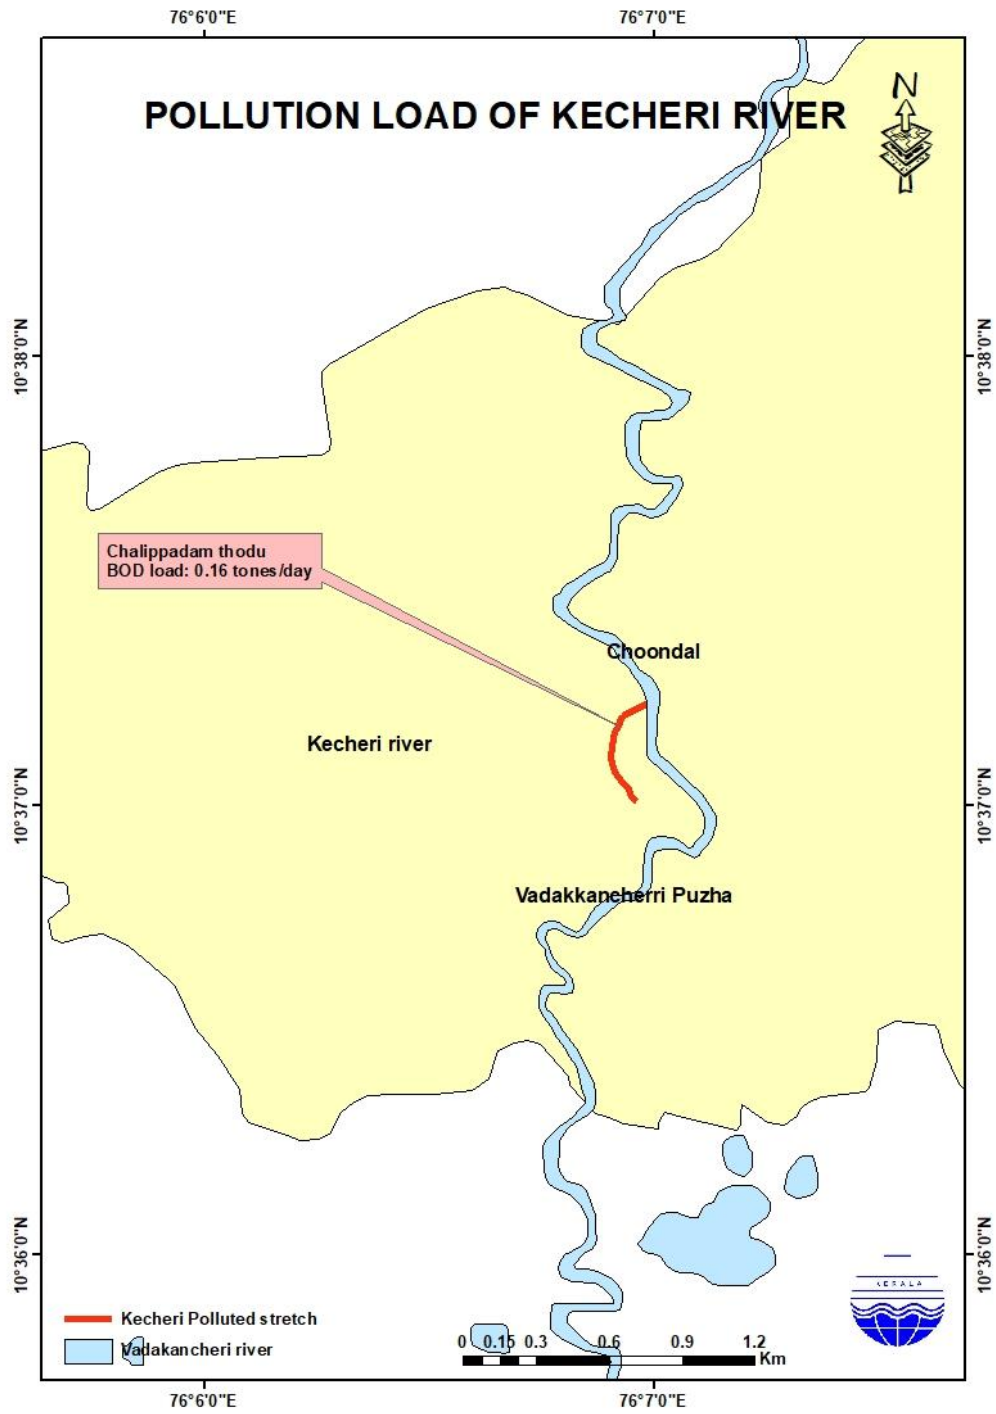 76°6'0"E
76°7'0"E
POLLUTION LOAD OF KECHERI RIVER
N
10°38'0"N
10°38'0"N
Chalippadam thodu
BOD load: 0.16 tones/day
Choondal
Kecheri river
10°37'0"N
10°37'0"N
Vadakkancherri Puzha
10°36'0"N
10°36'0"N
KERALA
Kecheri Polluted stretch
Vadakancheri river
0 0.15 0.3 0.6 0.9 1.2
Km
76°6'0"E
76°7'0"E